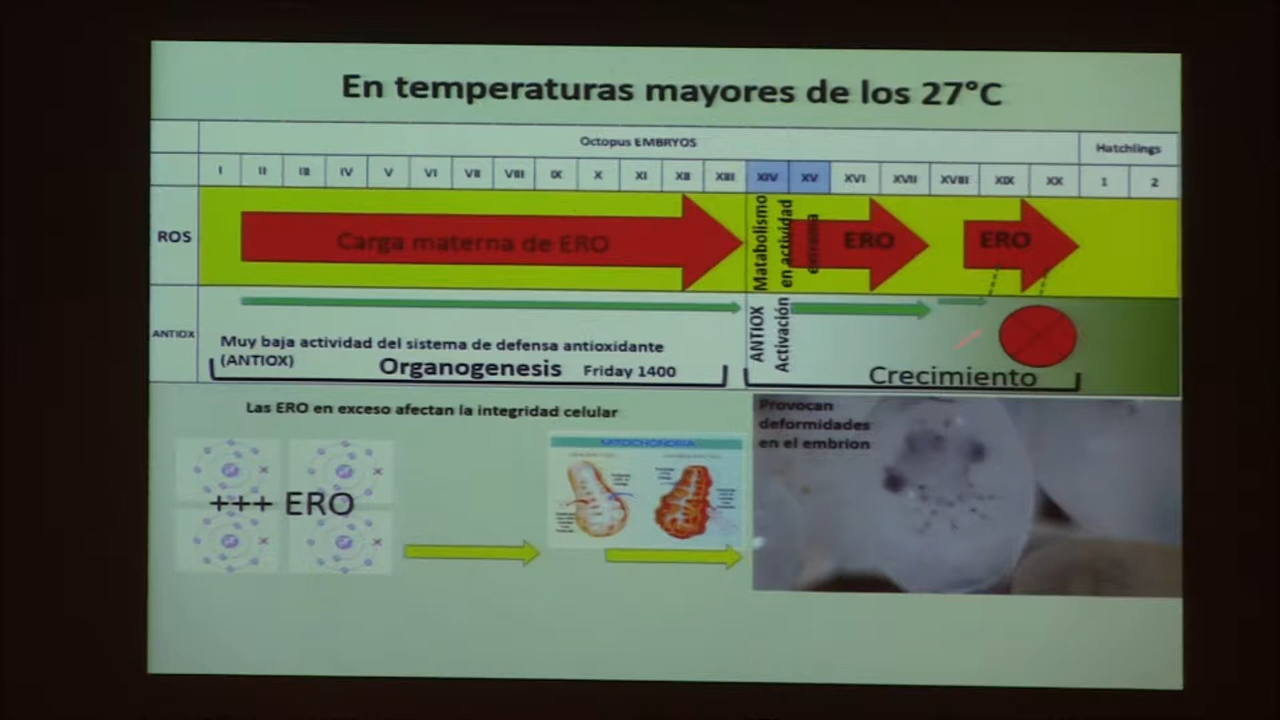 En temperaturas mayores de los 27°C
Octopus EMBRYOS
Hatchlings
I II III IV V VI VII VIII IX X XI XII XIII XIV XV XVI XVII XVIII XIX XX 1 2
ROS
Carga materna de ERO
Matabolismo
en actividad
extrema
ERO
ERO
ANTIOX
Muy baja actividad del sistema de defensa antioxidante
(ANTIOX)
Organogenesis
Friday 1400
ANTIOX
Activación
Crecimiento
Las ERO en exceso afectan la integridad celular
+++ ERO
MITOCHONDRIA
Provocan
deformidades
en el embrion